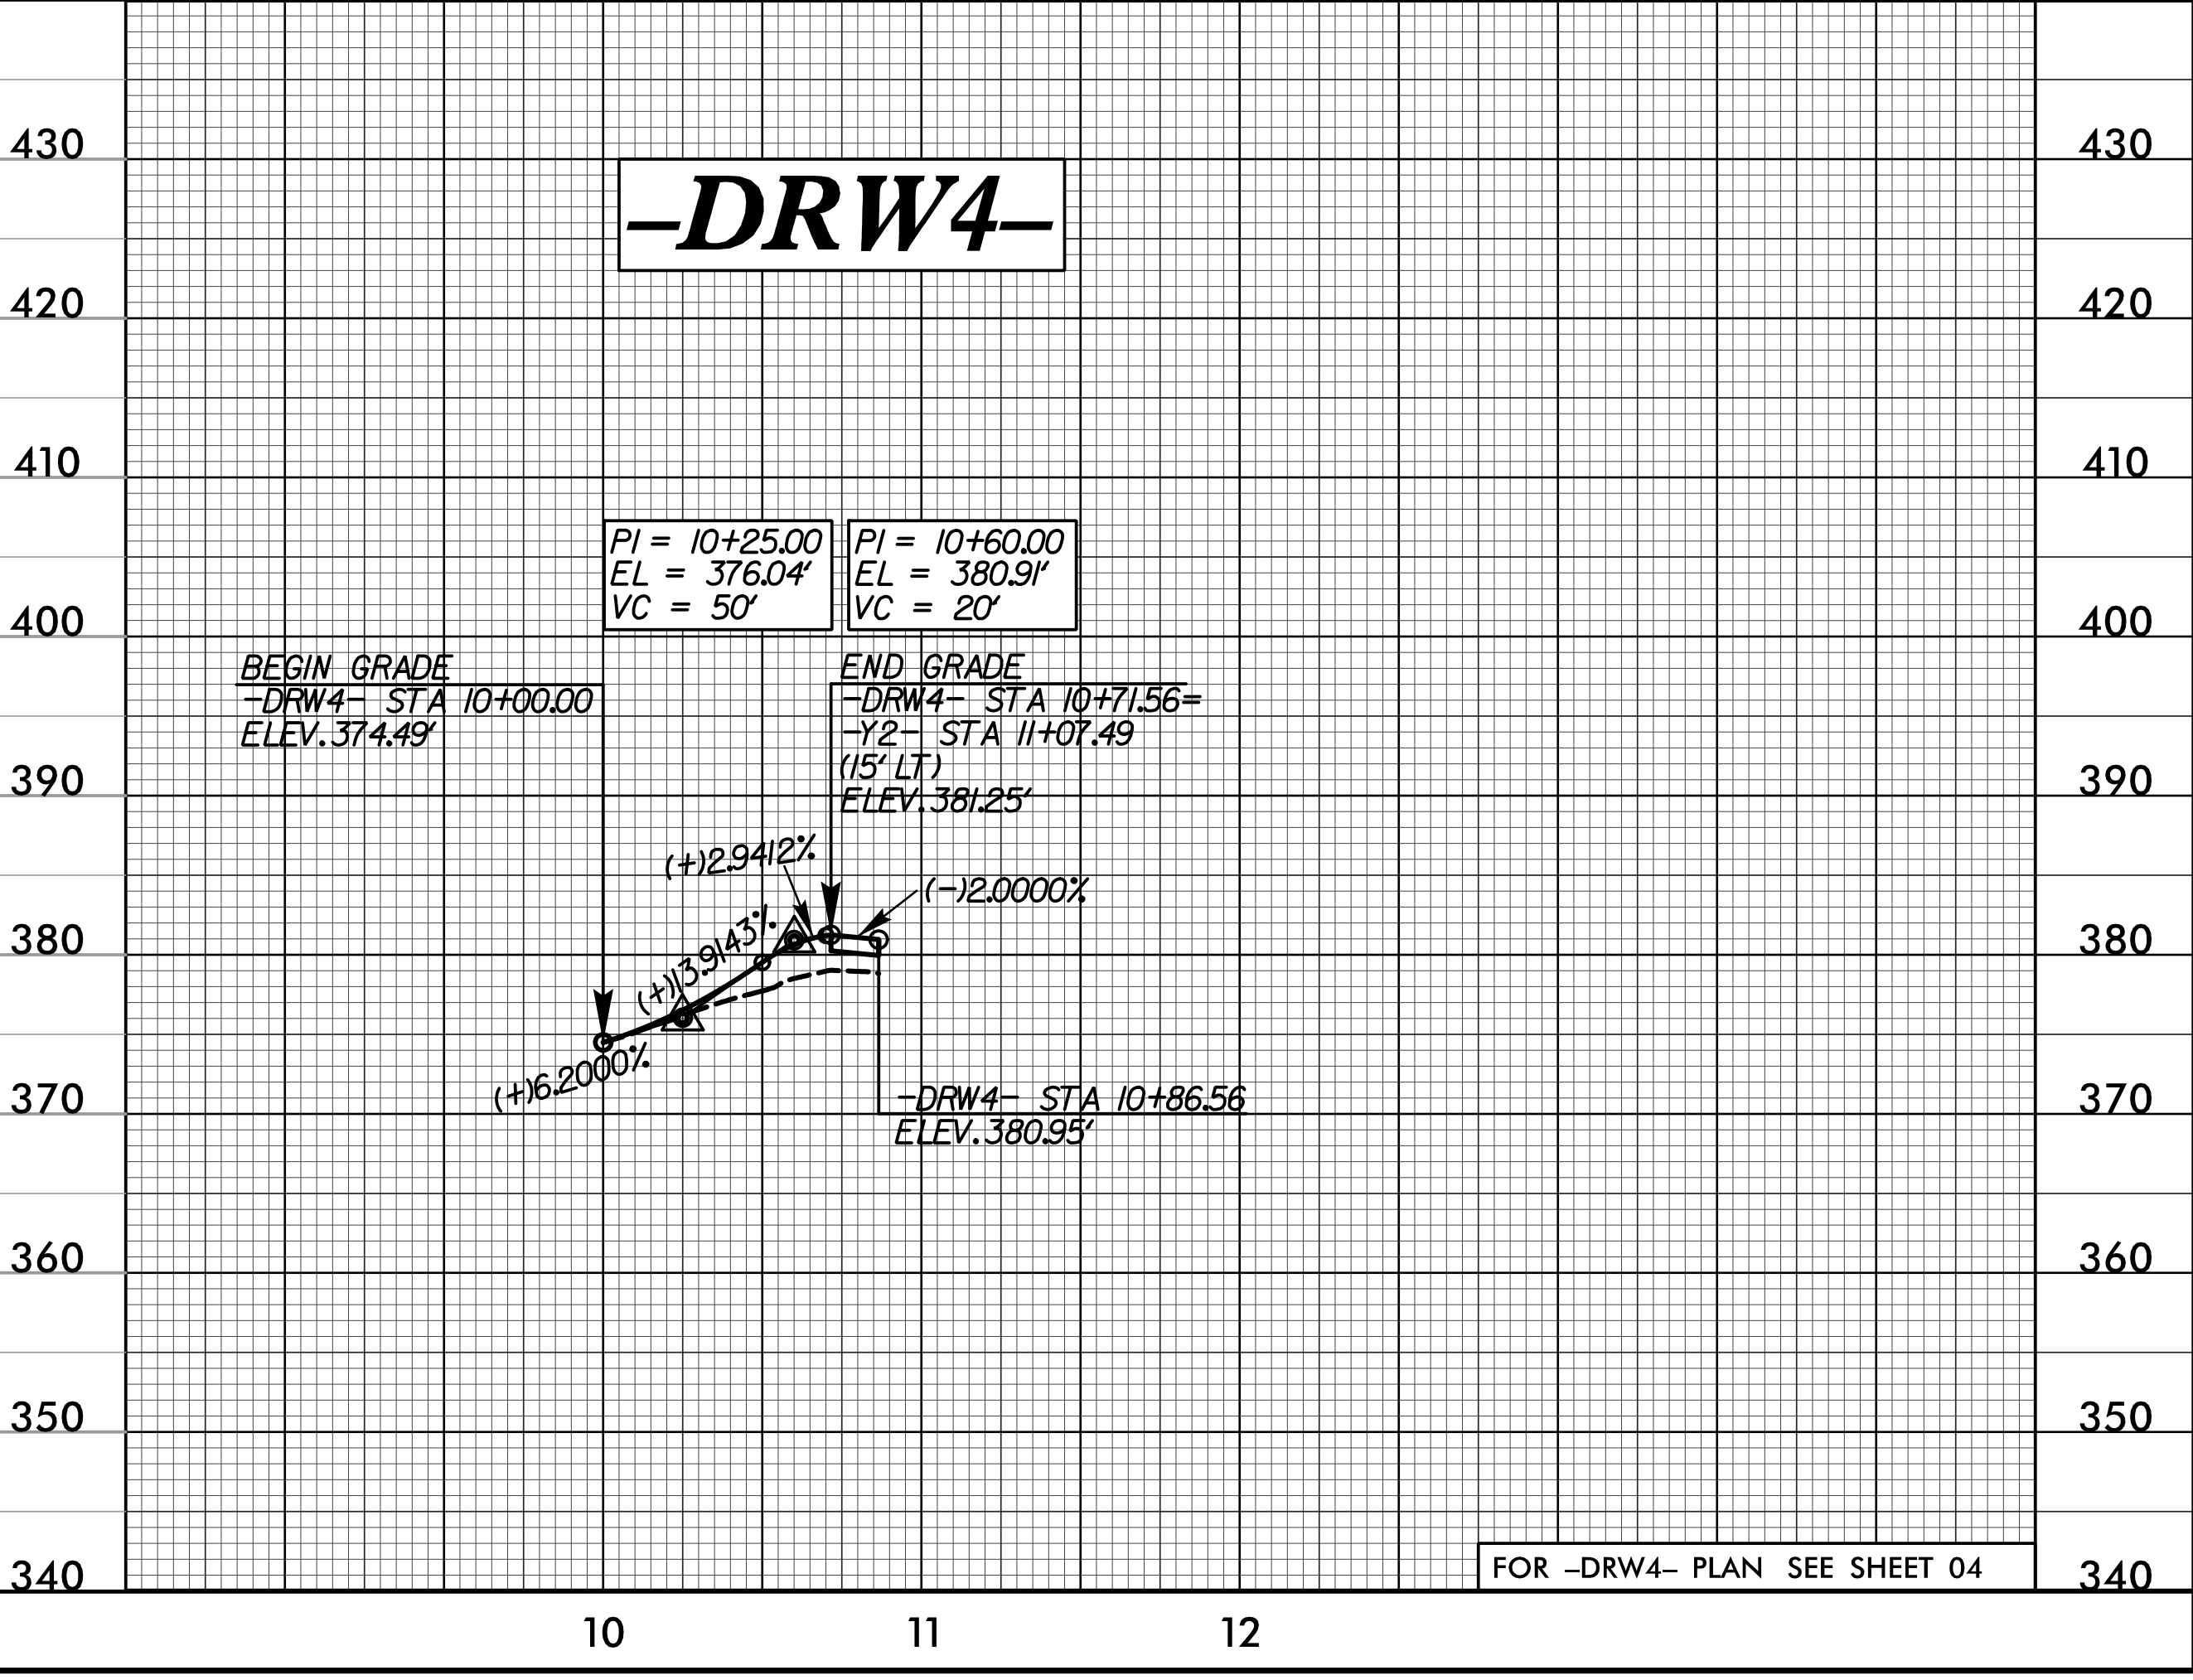 –DRW4–
PI = 10+25.00
EL = 376.04'
VC = 50'
PI = 10+60.00
EL = 380.91'
VC = 20'
BEGIN GRADE
-DRW4- STA 10+00.00
ELEV. 374.49'
END GRADE
-DRW4- STA 10+71.56=
-Y2- STA 11+07.49
(15' LT)
ELEV. 381.25'
(+)2.9412%
(-)2.0000%
(+)13.9143%
(+)6.2000%
-DRW4- STA 10+86.56
ELEV. 380.95'
430
420
410
400
390
380
370
360
350
340
430
420
410
400
390
380
370
360
350
340
FOR –DRW4– PLAN SEE SHEET 04
10
11
12